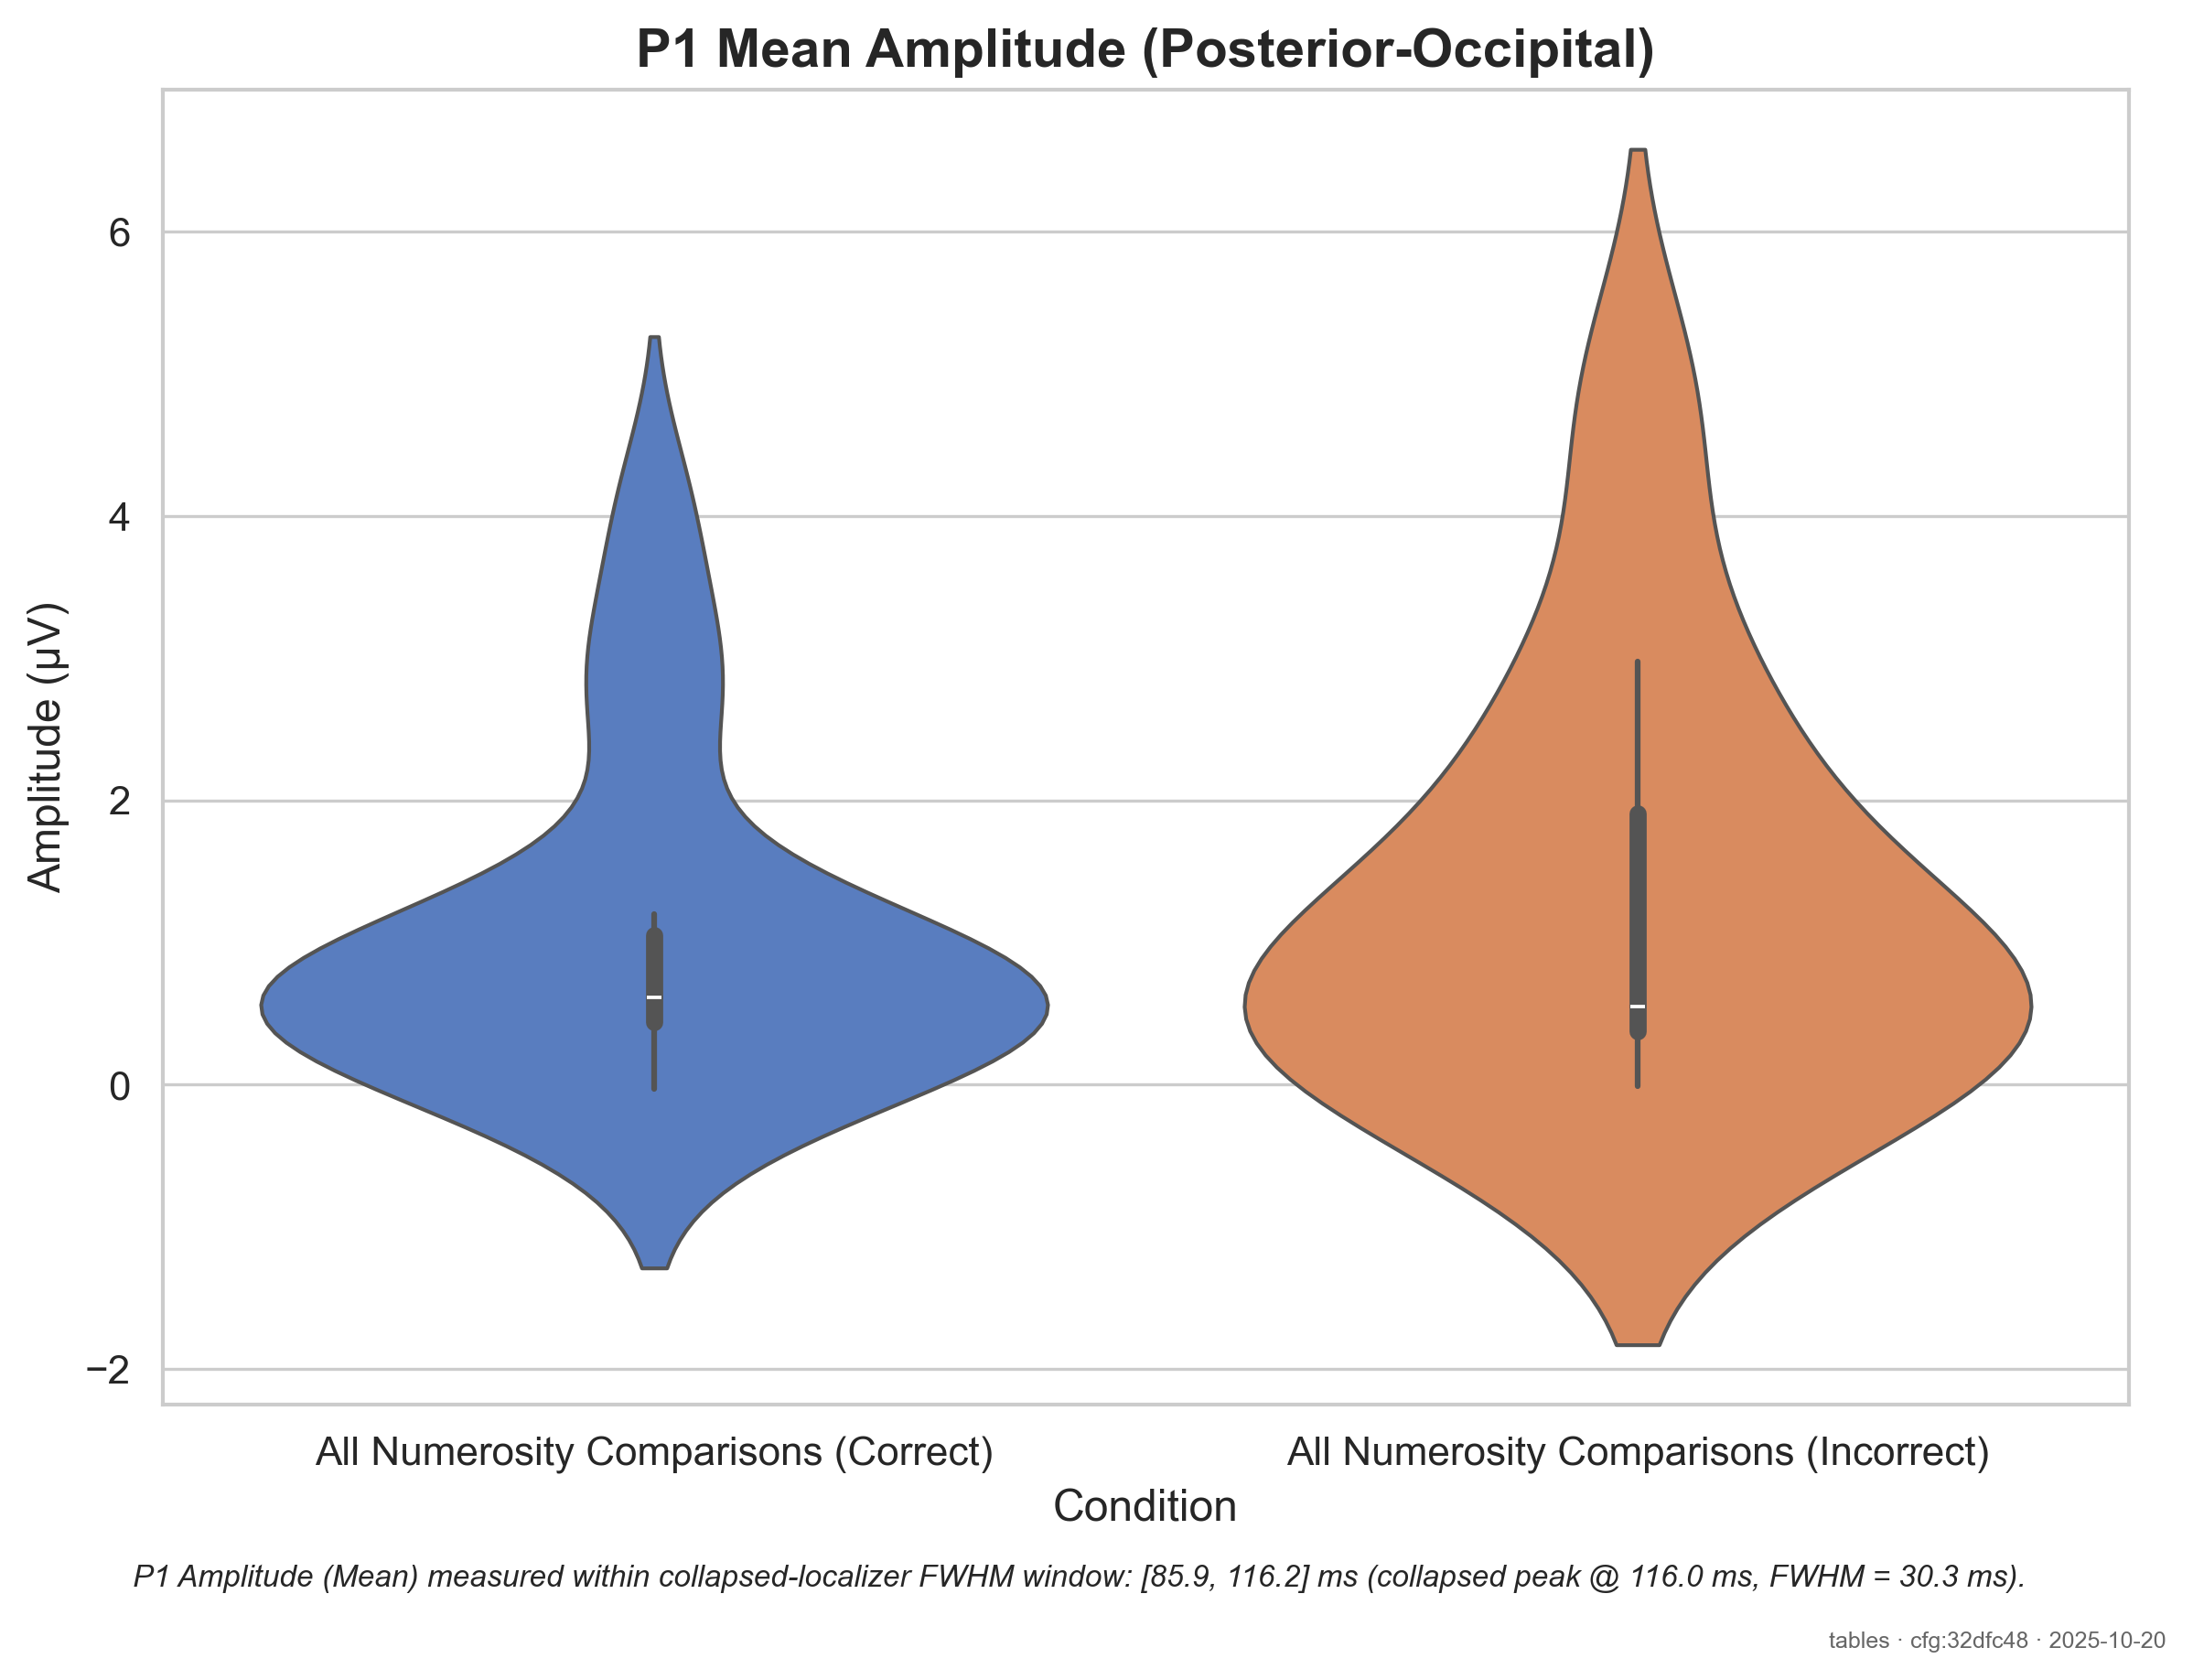 P1 Mean Amplitude (Posterior-Occipital)
Amplitude (µV)
6
4
2
0
−2
All Numerosity Comparisons (Correct)
All Numerosity Comparisons (Incorrect)
Condition
P1 Amplitude (Mean) measured within collapsed-localizer FWHM window: [85.9, 116.2] ms (collapsed peak @ 116.0 ms, FWHM = 30.3 ms).
tables · cfg:32dfc48 · 2025-10-20